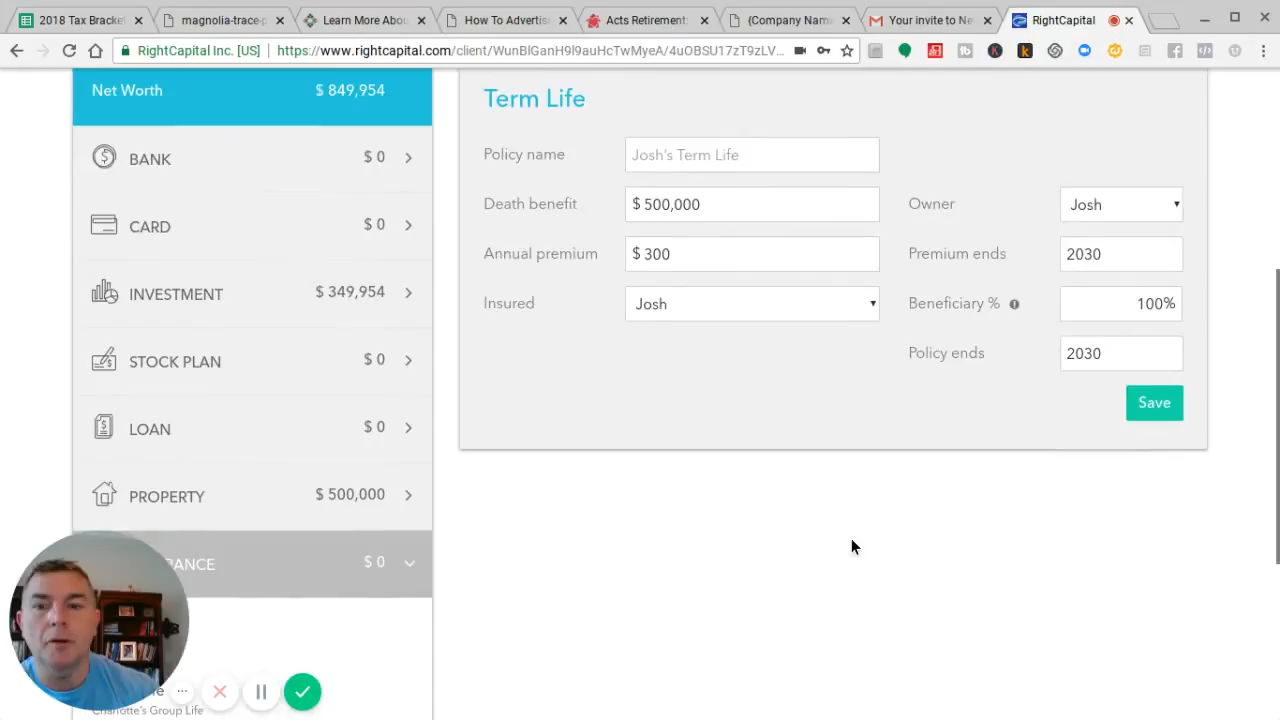 2018 Tax Bracket
magnolia-trace-p
Learn More Abou
How To Advertis
Acts Retirement
{Company Name
Your invite to Ne
RightCapital
RightCapital Inc. [US]
https://www.rightcapital.com/client/WunBlGanH9l9auHcTwMyeA/4uOBSU17zT9zLV...
Net Worth $ 849,954
BANK $ 0
CARD $ 0
INVESTMENT $ 349,954
STOCK PLAN $ 0
LOAN $ 0
PROPERTY $ 500,000
RANCE $ 0
Charlotte's Group Life
Term Life
Policy name Josh's Term Life
Death benefit $ 500,000 Owner Josh
Annual premium $ 300 Premium ends 2030
Insured Josh Beneficiary % 100%
Policy ends 2030
Save